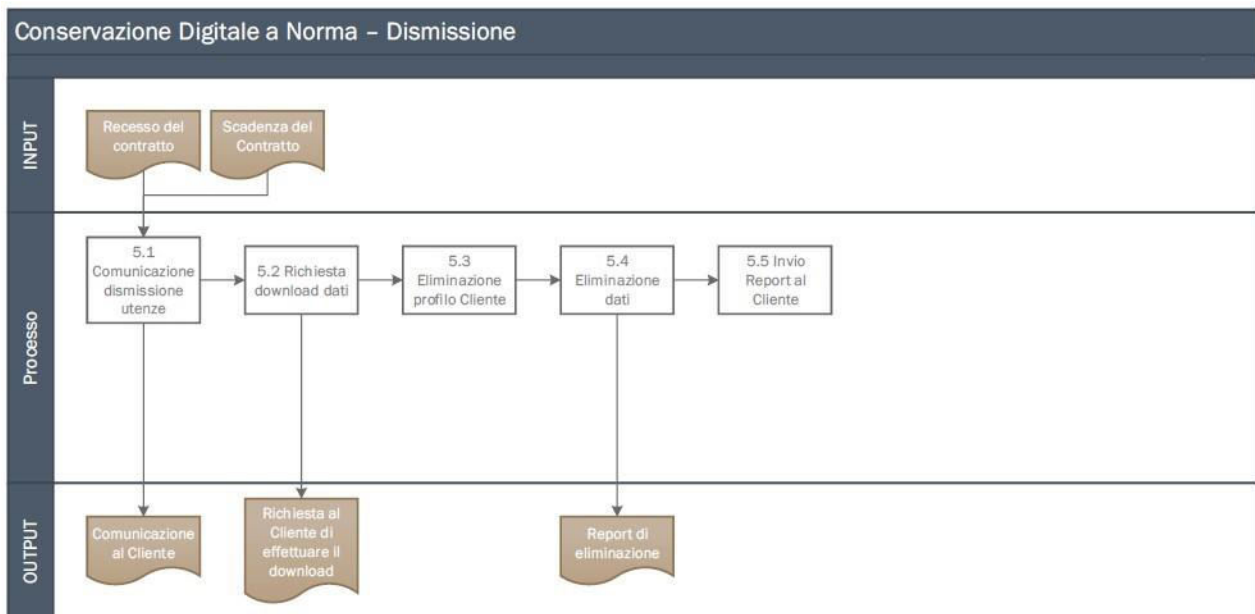 Conservazione Digitale a Norma – Dismissione
INPUT
Recesso del
contratto
Scadenza del
Contratto
Processo
5.1
Comunicazione
dismissione
utenze
5.2 Richiesta
download dati
5.3
Eliminazione
profilo Cliente
5.4
Eliminazione
dati
5.5 Invio
Report al
Cliente
OUTPUT
Comunicazione
al Cliente
Richiesta al
Cliente di
effettuare il
download
Report di
eliminazione